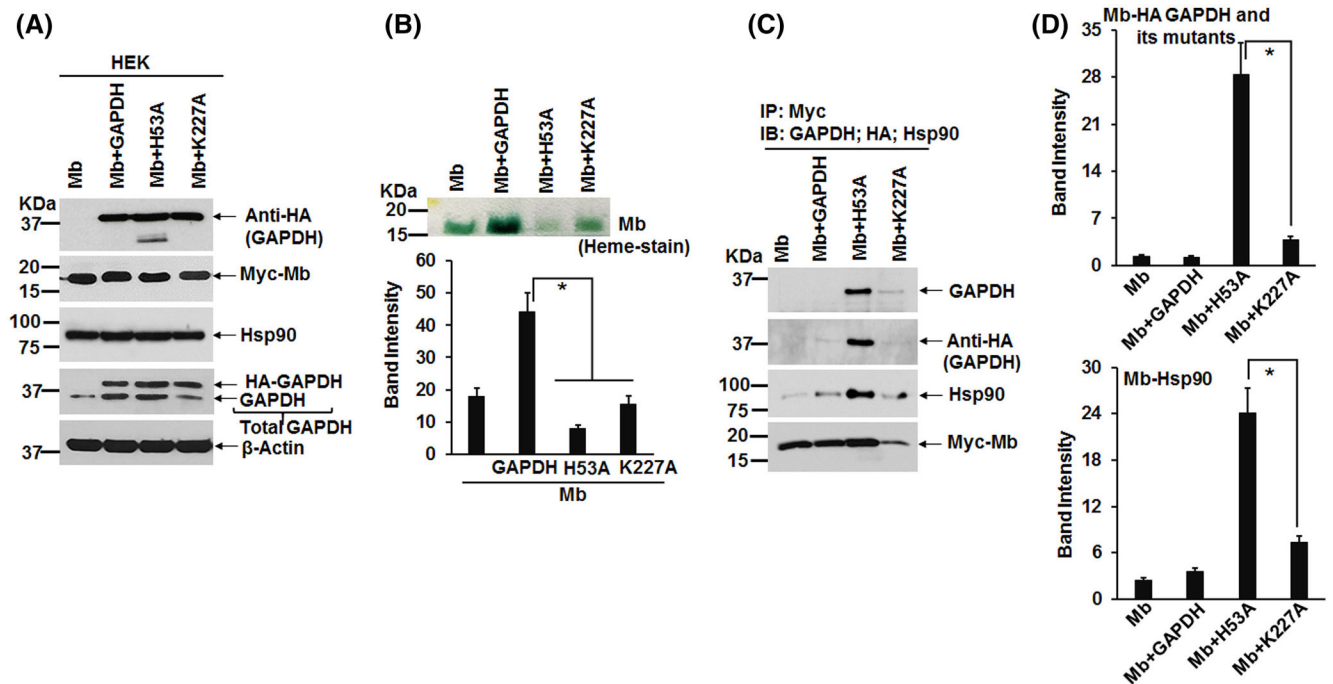 (A)
HEK
Mb
Mb+GAPDH
Mb+H53A
Mb+K227A
KDa
37
Anti-HA
(GAPDH)
20
15
Myc-Mb
100
75
Hsp90
37
HA-GAPDH
GAPDH
Total GAPDH
37
β-Actin
(B)
Mb
Mb+GAPDH
Mb+H53A
Mb+K227A
KDa
20
15
Mb
(Heme-stain)
Band Intensity
60
50
40
30
20
10
0
*
GAPDH H53A K227A
Mb
(C)
IP: Myc
IB: GAPDH; HA; Hsp90
Mb
Mb+GAPDH
Mb+H53A
Mb+K227A
KDa
37
GAPDH
37
Anti-HA
(GAPDH)
100
75
Hsp90
20
15
Myc-Mb
(D)
Mb-HA GAPDH and
its mutants
Band Intensity
35
28
21
14
7
0
*
Mb
Mb+GAPDH
Mb+H53A
Mb+K227A
Mb-Hsp90
Band Intensity
30
24
18
12
6
0
*
Mb
Mb+GAPDH
Mb+H53A
Mb+K227A